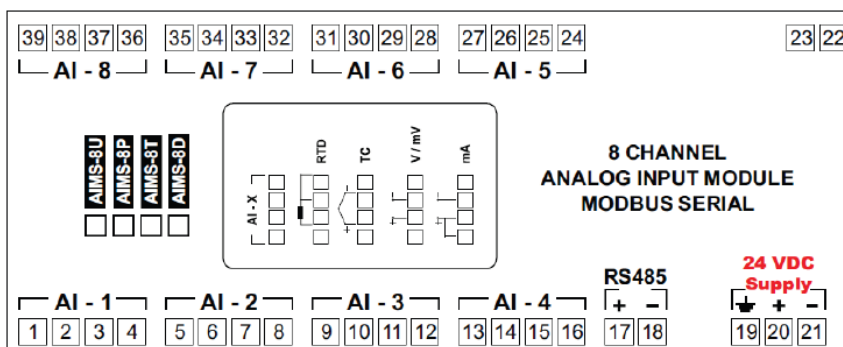 39 38 37 36 35 34 33 32 31 30 29 28 27 26 25 24 23 22
AI - 8 AI - 7 AI - 6 AI - 5
AIMS-8U
AIMS-8P
AIMS-8T
AIMS-8D
AI - X
RTD
TC
V / mV
mA
8 CHANNEL
ANALOG INPUT MODULE
MODBUS SERIAL
RS485
24 VDC
Supply
AI - 1 AI - 2 AI - 3 AI - 4 + − + −
1 2 3 4 5 6 7 8 9 10 11 12 13 14 15 16 17 18 19 20 21